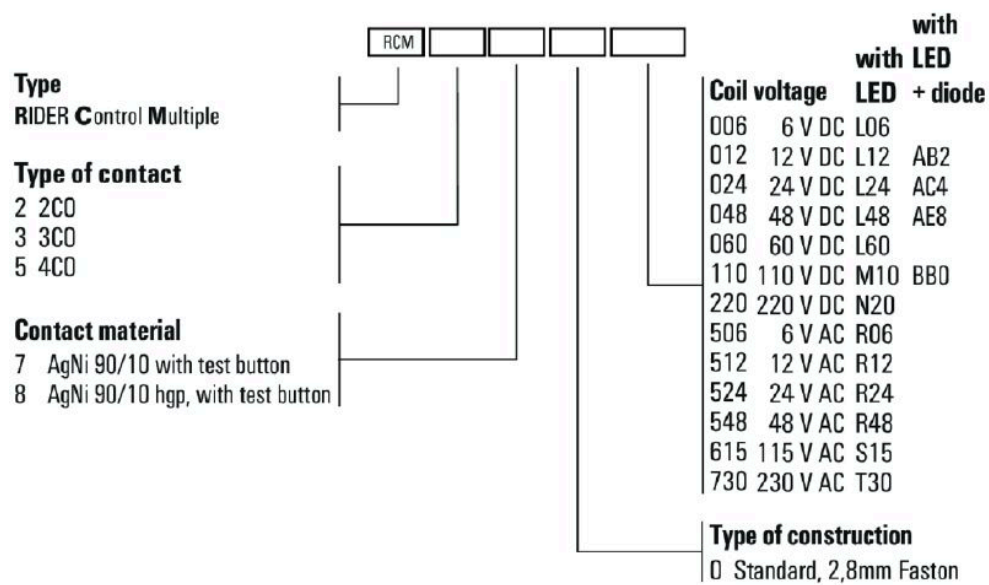 RCM
Type
RIDER Control Multiple
Type of contact
2 2CO
3 3CO
5 4CO
Contact material
7 AgNi 90/10 with test button
8 AgNi 90/10 hgp, with test button
with
with LED
Coil voltage LED + diode
006 6 V DC L06
012 12 V DC L12 AB2
024 24 V DC L24 AC4
048 48 V DC L48 AE8
060 60 V DC L60
110 110 V DC M10 BB0
220 220 V DC N20
506 6 V AC R06
512 12 V AC R12
524 24 V AC R24
548 48 V AC R48
615 115 V AC S15
730 230 V AC T30
Type of construction
0 Standard, 2,8mm Faston